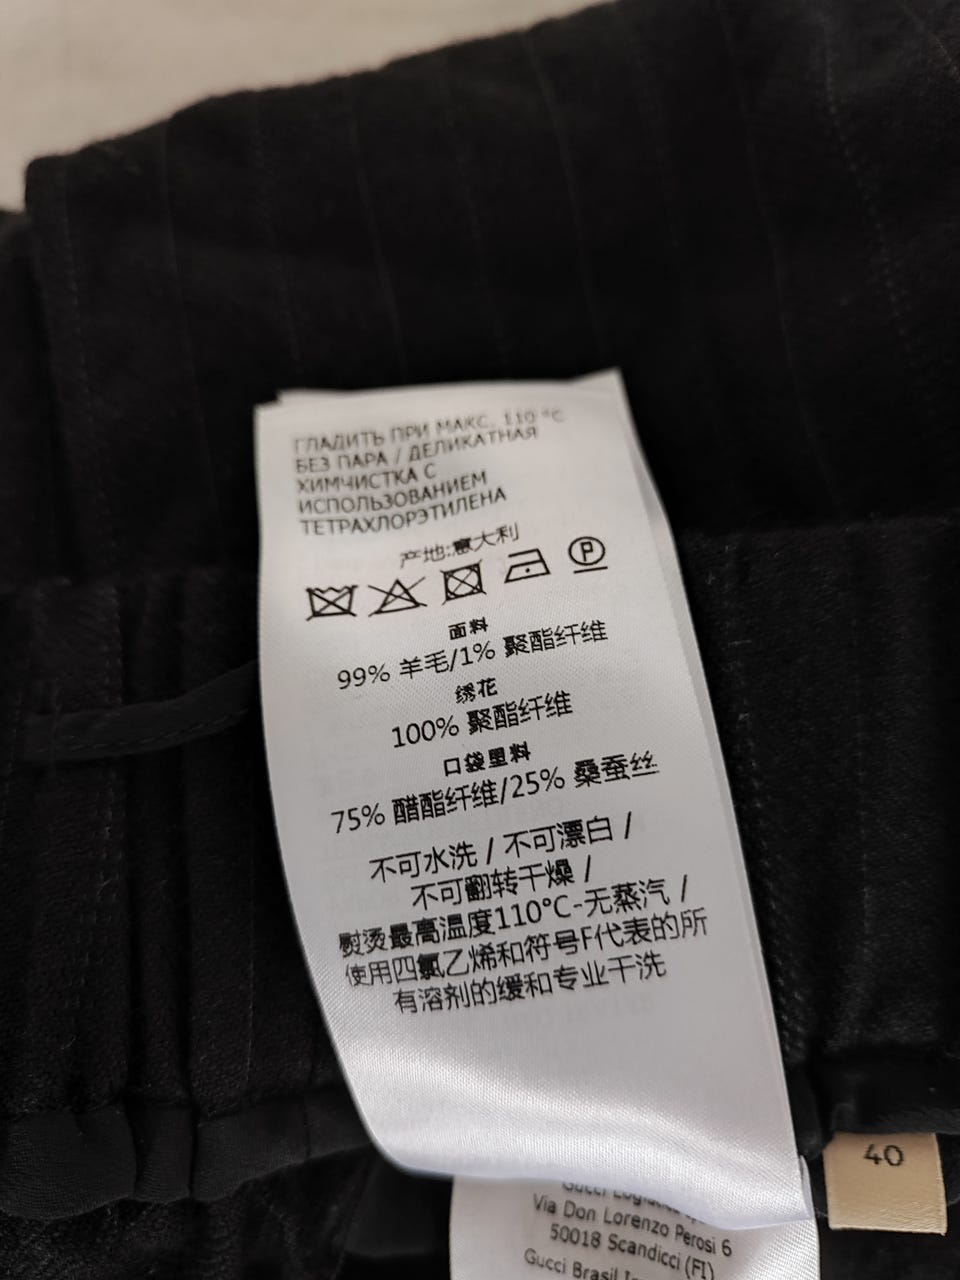 ГЛАДИТЬ ПРИ МАКС. 110 °C
БЕЗ ПАРА / ДЕЛИКАТНАЯ
ХИМЧИСТКА С
ИСПОЛЬЗОВАНИЕМ
ТЕТРАХЛОРЭТИЛЕНА
产地:意大利
P
面料
99% 羊毛/1% 聚酯纤维
绣花
100% 聚酯纤维
口袋里料
75% 醋酯纤维/25% 桑蚕丝
不可水洗 / 不可漂白 /
不可翻转干燥 /
熨烫最高温度110°C-无蒸汽 /
使用四氯乙烯和符号F代表的所
有溶剂的缓和专业干洗
40
Gucci
Via Don Lorenzo Perosi 6
50018 Scandicci (FI)
Gucci Brasil